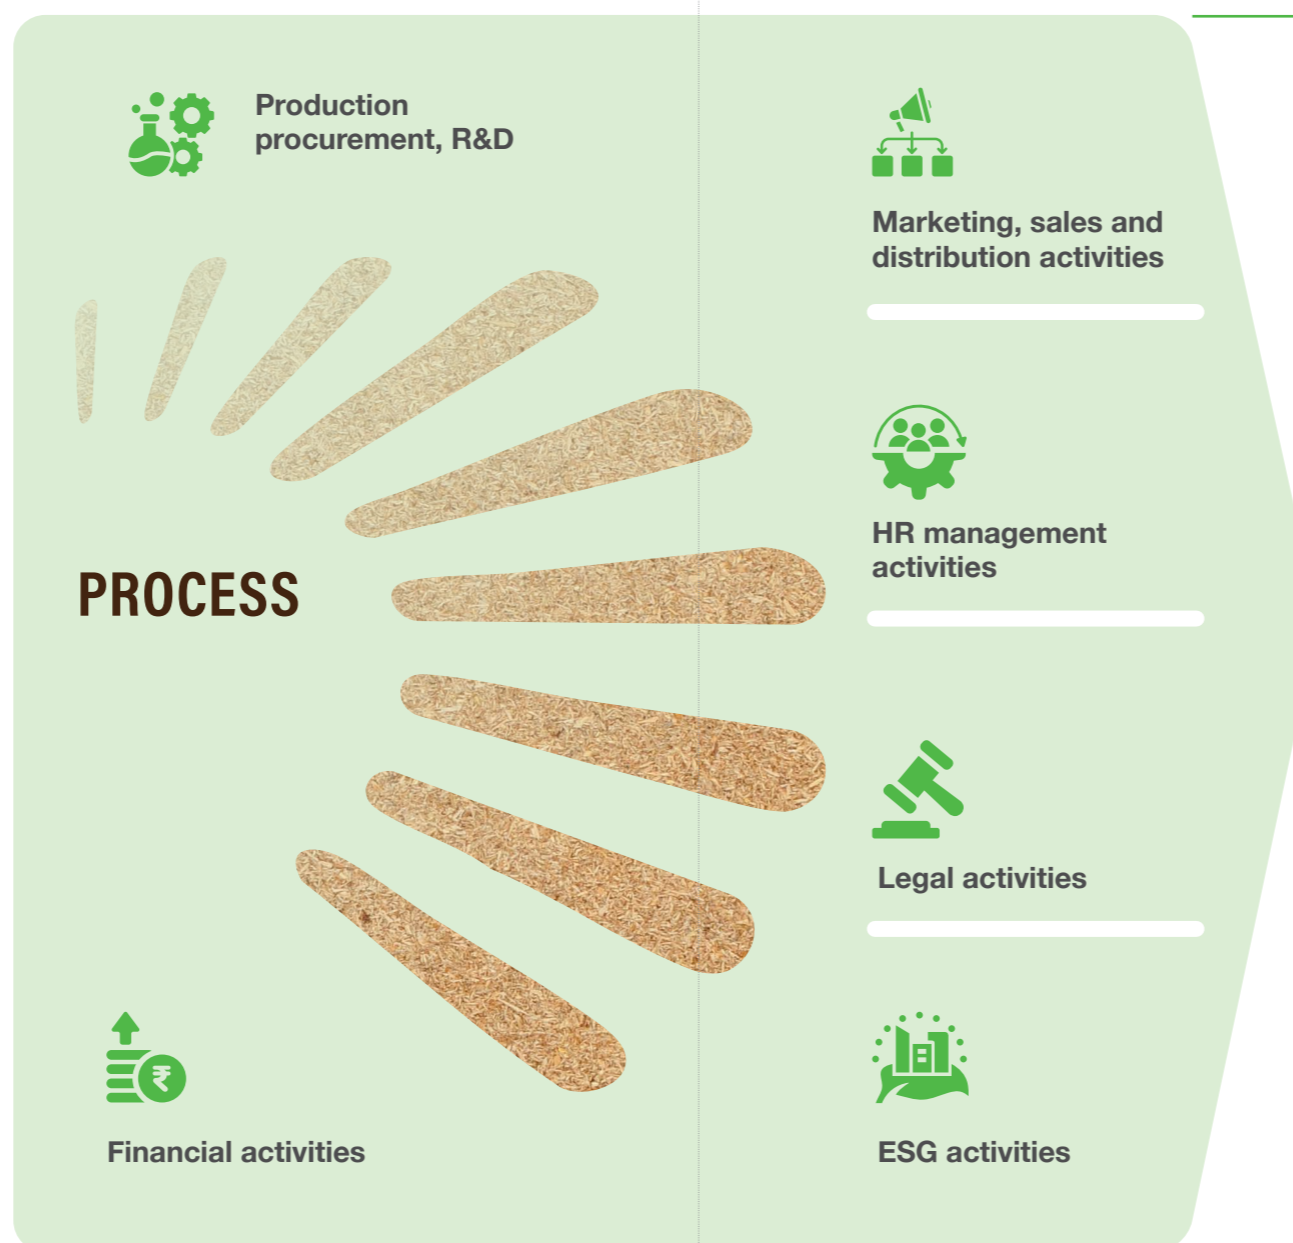 Production
procurement, R&D
Marketing, sales and
distribution activities
HR management
activities
PROCESS
Legal activities
₹
Financial activities
ESG activities